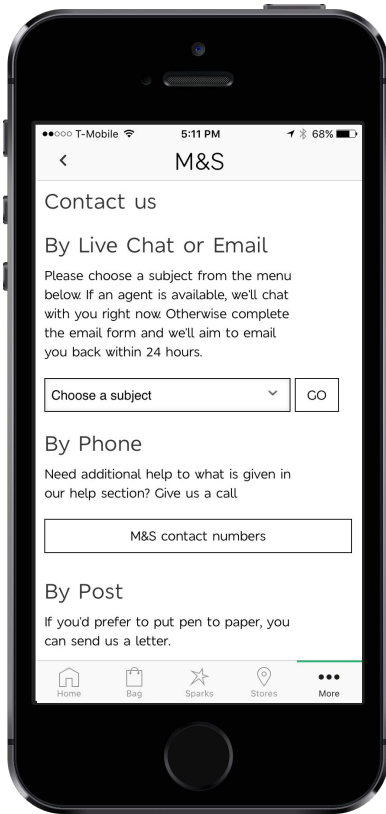 ●●○○○ T-Mobile 5:11 PM 68%
M&S
Contact us
By Live Chat or Email
Please choose a subject from the menu
below. If an agent is available, we'll chat
with you right now. Otherwise complete
the email form and we'll aim to email
you back within 24 hours.
Choose a subject GO
By Phone
Need additional help to what is given in
our help section? Give us a call
M&S contact numbers
By Post
If you'd prefer to put pen to paper, you
can send us a letter.
Home Bag Sparks Stores More